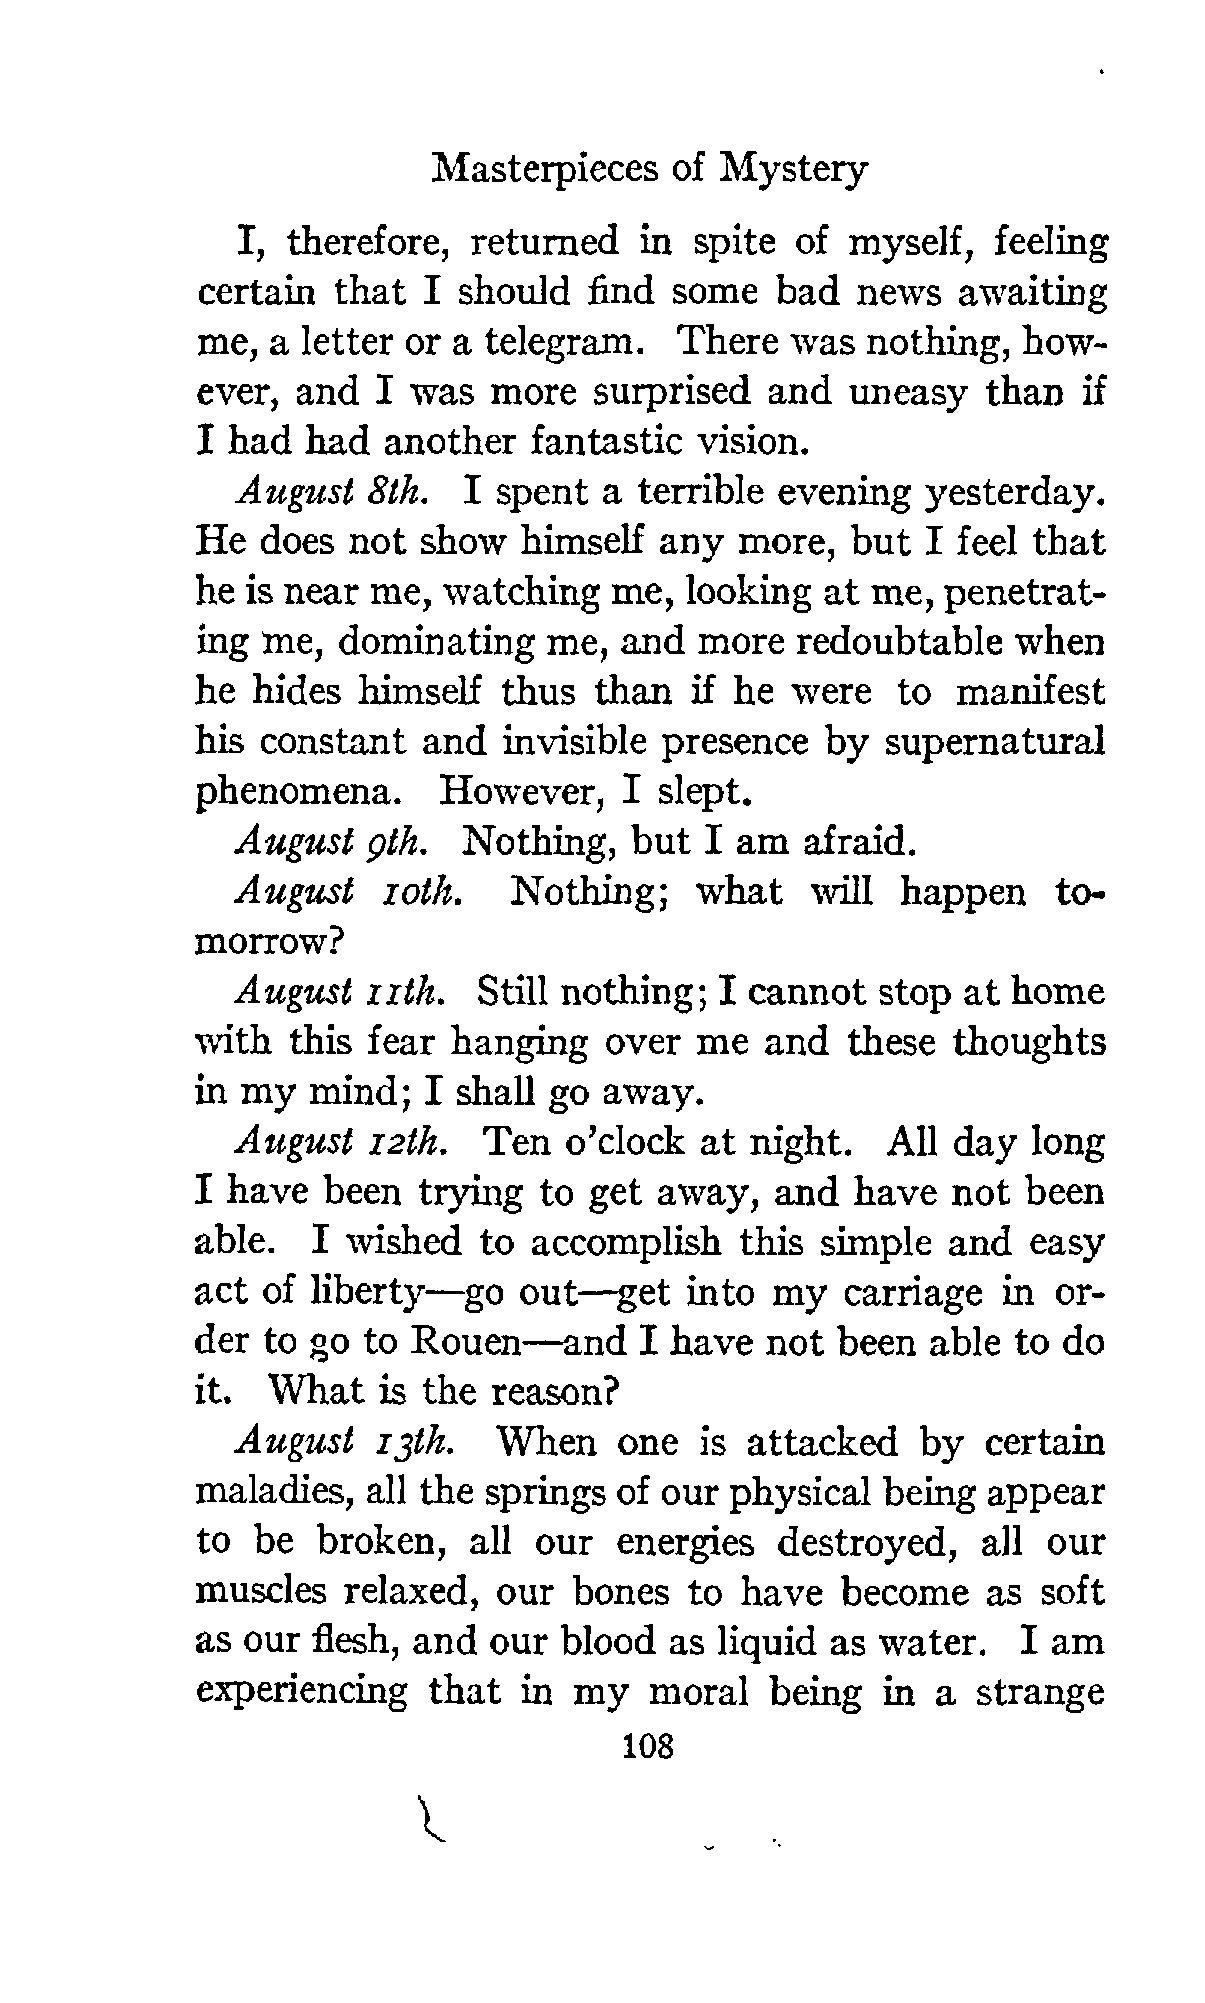 Masterpieces of Mystery
I, therefore, returned in spite of myself, feeling
certain that I should find some bad news awaiting
me, a letter or a telegram. There was nothing, how-
ever, and I was more surprised and uneasy than if
I had had another fantastic vision.
August 8th. I spent a terrible evening yesterday.
He does not show himself any more, but I feel that
he is near me, watching me, looking at me, penetrat-
ing me, dominating me, and more redoubtable when
he hides himself thus than if he were to manifest
his constant and invisible presence by supernatural
phenomena. However, I slept.
August 9th. Nothing, but I am afraid.
August 10th. Nothing; what will happen to-
morrow?
August 11th. Still nothing; I cannot stop at home
with this fear hanging over me and these thoughts
in my mind; I shall go away.
August 12th. Ten o'clock at night. All day long
I have been trying to get away, and have not been
able. I wished to accomplish this simple and easy
act of liberty—go out—get into my carriage in or-
der to go to Rouen—and I have not been able to do
it. What is the reason?
August 13th. When one is attacked by certain
maladies, all the springs of our physical being appear
to be broken, all our energies destroyed, all our
muscles relaxed, our bones to have become as soft
as our flesh, and our blood as liquid as water. I am
experiencing that in my moral being in a strange
108